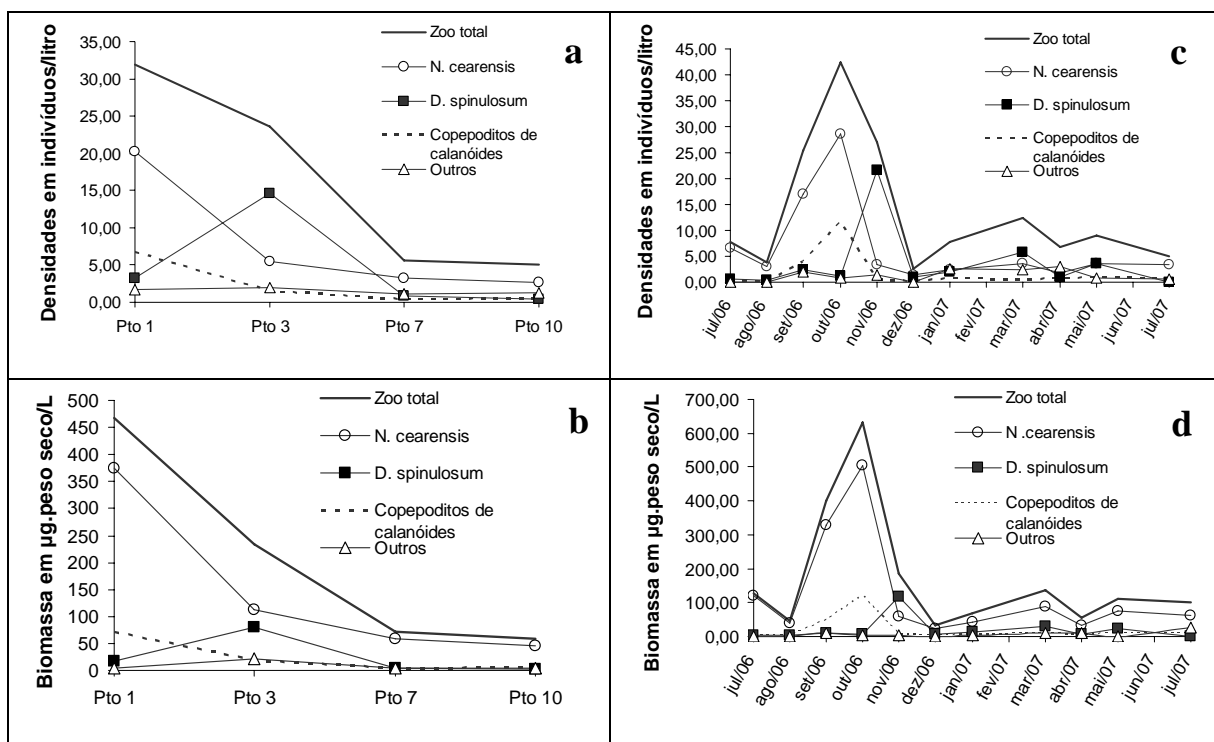 a
Densidades em indivíduos/litro
35,00
30,00
25,00
20,00
15,00
10,00
5,00
0,00
Pto 1
Pto 3
Pto 7
Pto 10
Zoo total
N. cearensis
D. spinulosum
Copepoditos de
calanóides
Outros
c
Densidades em indivíduos/litro
45,00
40,00
35,00
30,00
25,00
20,00
15,00
10,00
5,00
0,00
jul/06
ago/06
set/06
out/06
nov/06
dez/06
jan/07
fev/07
mar/07
abr/07
mai/07
jun/07
jul/07
Zoo total
N. cearensis
D. spinulosum
Copepoditos de
calanóides
Outros
b
Biomassa em µg.peso seco/L
500
450
400
350
300
250
200
150
100
50
0
Pto 1
Pto 3
Pto 7
Pto 10
Zoo total
N. cearensis
D. spinulosum
Copepoditos de
calanóides
Outros
d
Biomassa em µg.peso seco/L
700,00
600,00
500,00
400,00
300,00
200,00
100,00
0,00
jul/06
ago/06
set/06
out/06
nov/06
dez/06
jan/07
fev/07
mar/07
abr/07
mai/07
jun/07
jul/07
Zoo total
N .cearensis
D. spinulosum
Copepoditos de
calanóides
Outros